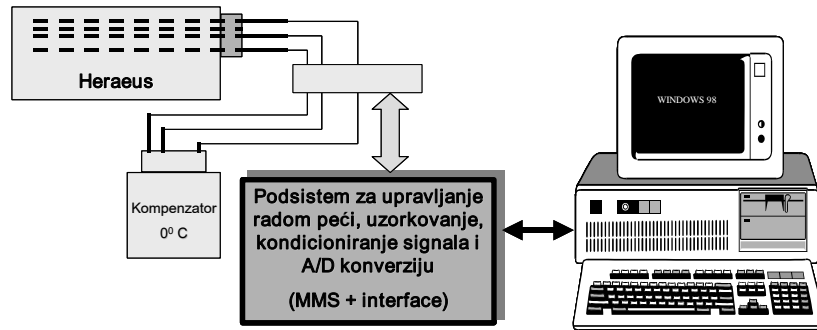 Heraeus
WINDOWS 98
Kompenzator
0⁰ C
Podsistem za upravljanje
radom peći, uzorkovanje,
kondicioniranje signala i
A/D konverziju
(MMS + interface)